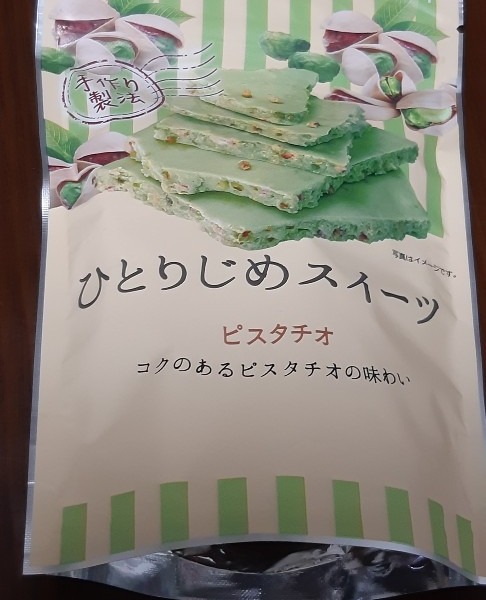 手作り
製法
写真はイメージです。
ひとりじめスイーツ
ピスタチオ
コクのあるピスタチオの味わい